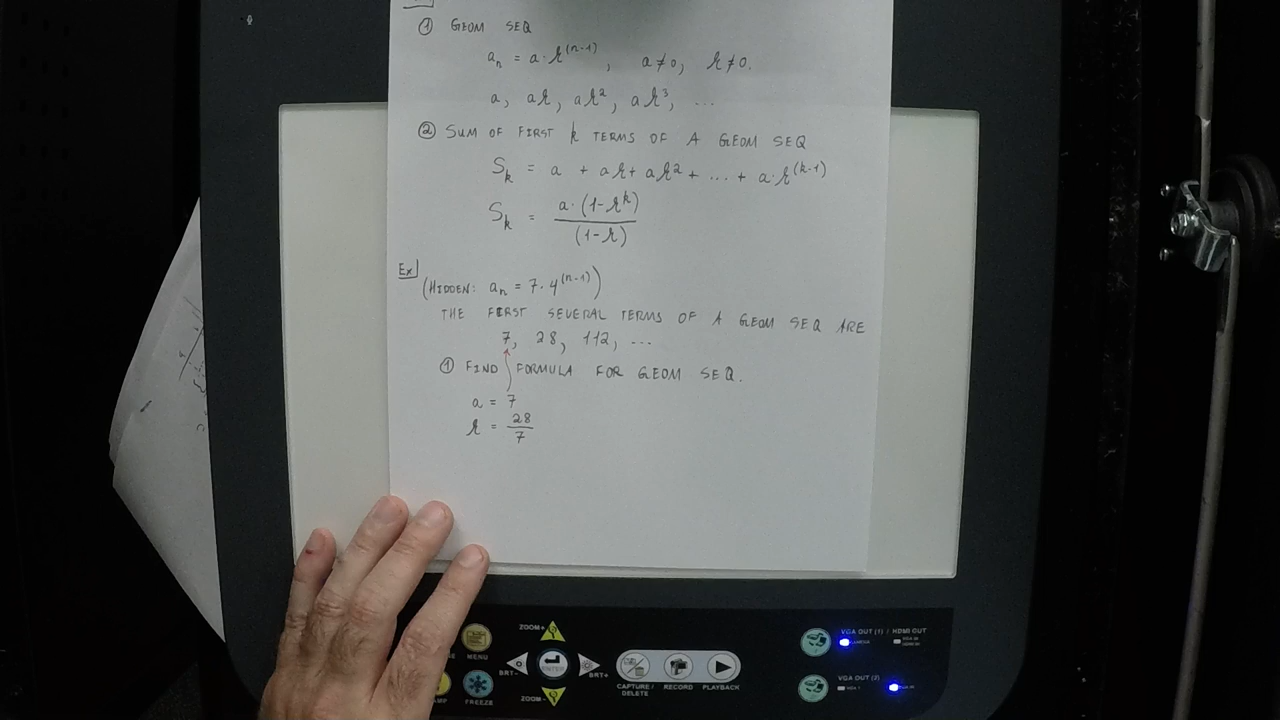 ① GEOM SEQ
aₙ = a·r⁽ⁿ⁻¹⁾, a≠0, r≠0.
a, ar, ar², ar³, ...
② SUM OF FIRST k TERMS OF A GEOM SEQ
Sₖ = a + ar + ar² + ... + a·r⁽ᵏ⁻¹⁾
Sₖ = a·(1-rᵏ) / (1-r)
Ex
(HIDDEN: aₙ = 7·4⁽ⁿ⁻¹⁾)
THE FIRST SEVERAL TERMS OF A GEOM SEQ ARE
7, 28, 112, ...
① FIND FORMULA FOR GEOM SEQ.
a = 7
r = 28/7
ZOOM+
VGA OUT (1) / HDMI OUT
MENU
ENTER
BRT-
BRT+
CAPTURE / DELETE
RECORD
PLAYBACK
VGA OUT (2)
FREEZE
ZOOM-